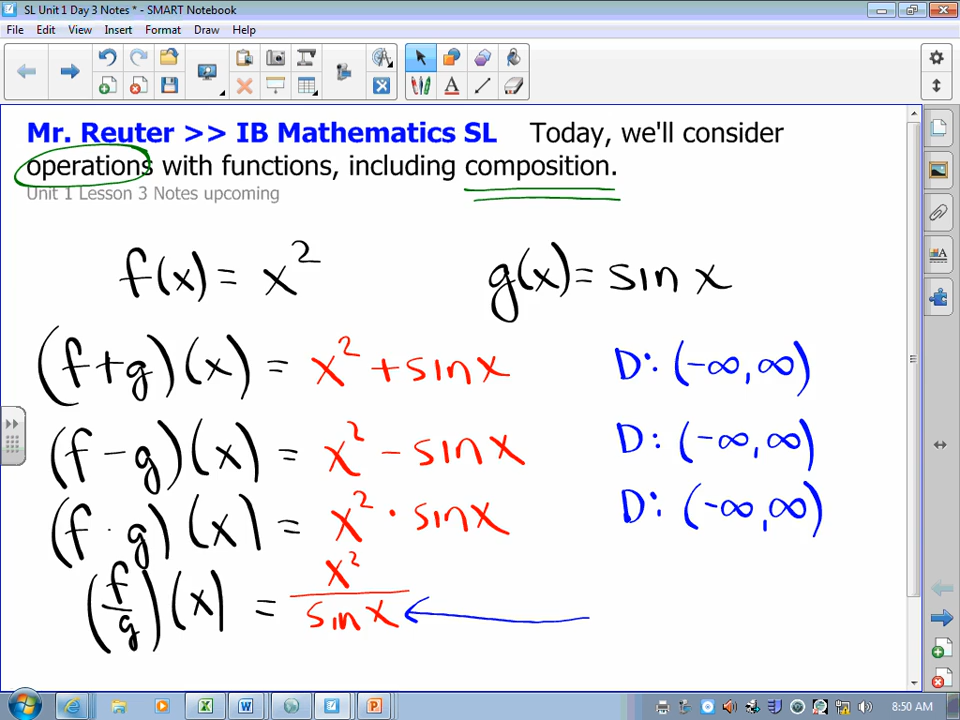 SL Unit 1 Day 3 Notes * - SMART Notebook
File Edit View Insert Format Draw Help
Mr. Reuter >> IB Mathematics SL Today, we'll consider
operations with functions, including composition.
Unit 1 Lesson 3 Notes upcoming
f(x) = x² g(x) = sin x
(f+g)(x) = x² + sin x D: (-∞, ∞)
(f-g)(x) = x² - sin x D: (-∞, ∞)
(f·g)(x) = x² · sin x D: (-∞, ∞)
(f/g)(x) = x²/sin x
8:50 AM